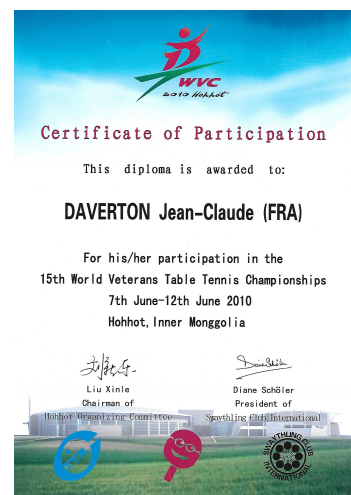 WVC
2010 Hohhot
Certificate of Participation
This diploma is awarded to:
DAVERTON Jean-Claude (FRA)
For his/her participation in the
15th World Veterans Table Tennis Championships
7th June-12th June 2010
Hohhot, Inner Monggolia
Liu Xinle
Chairman of
Hohhot Organizing Committee
Diane Schöler
President of
Swaythling Club International
SWAYTHLING CLUB
INTERNATIONAL